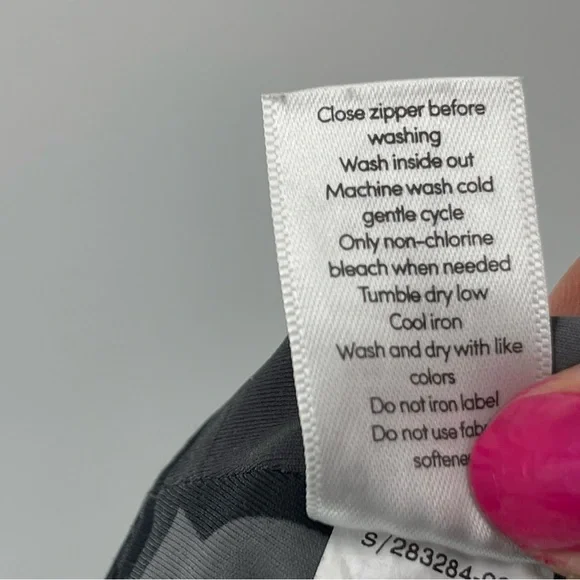 Close zipper before
washing
Wash inside out
Machine wash cold
gentle cycle
Only non-chlorine
bleach when needed
Tumble dry low
Cool iron
Wash and dry with like
colors
Do not iron label
Do not use
S/283284-